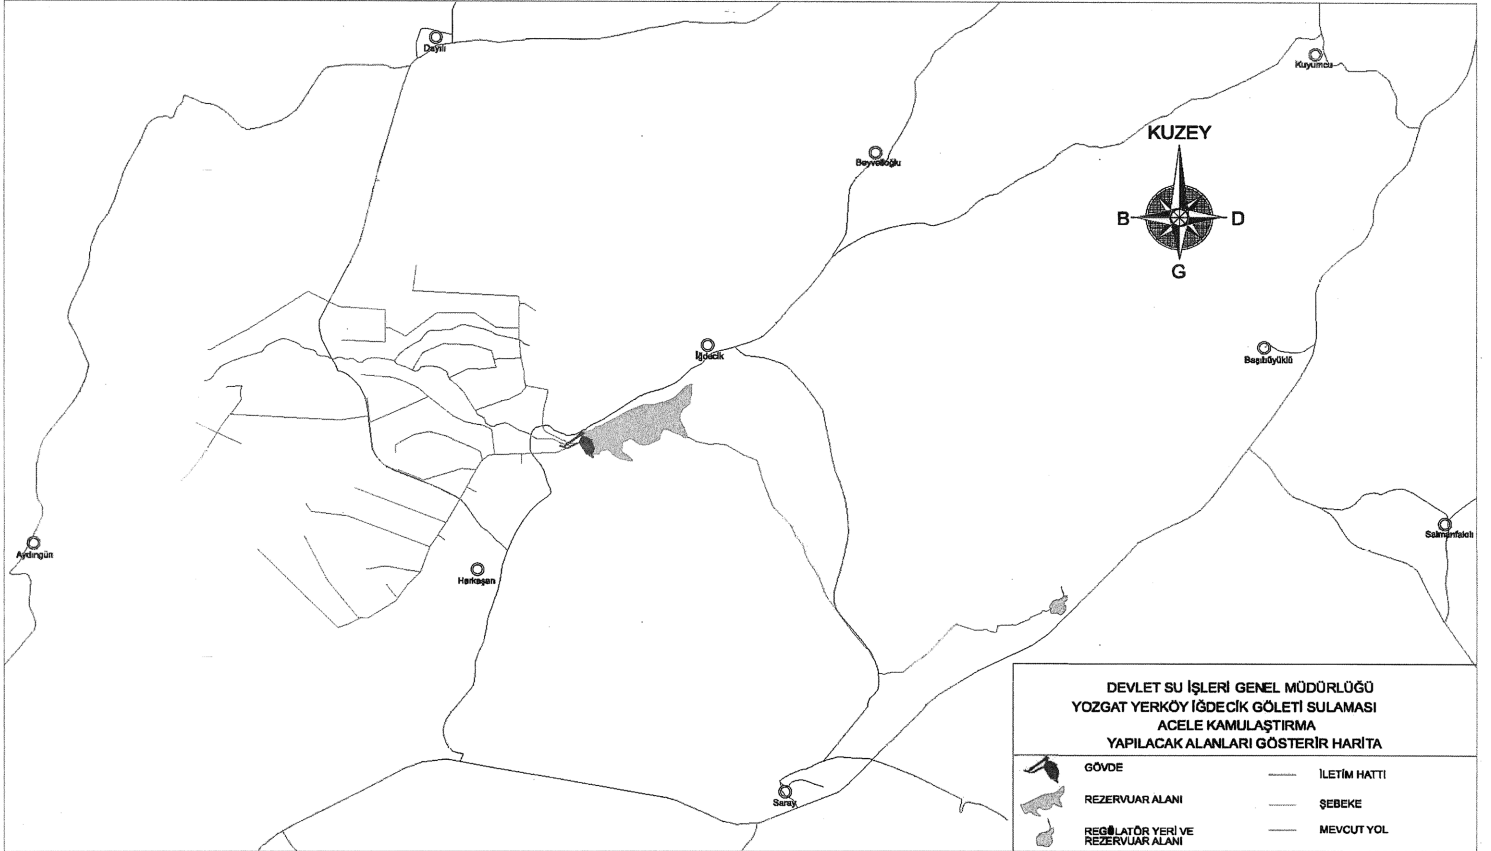 Dayılı
Kuyumcu
KUZEY
Beyvelioğlu
B
D
G
İğdecik
Başıbüyüklü
Salmanfakılı
Aydıngün
Harkaşan
Saray
DEVLET SU İŞLERİ GENEL MÜDÜRLÜĞÜ
YOZGAT YERKÖY İĞDECİK GÖLETİ SULAMASI
ACELE KAMULAŞTIRMA
YAPILACAK ALANLARI GÖSTERİR HARİTA
GÖVDE
İLETİM HATTI
REZERVUAR ALANI
ŞEBEKE
REGÜLATÖR YERİ VE
REZERVUAR ALANI
MEVCUT YOL